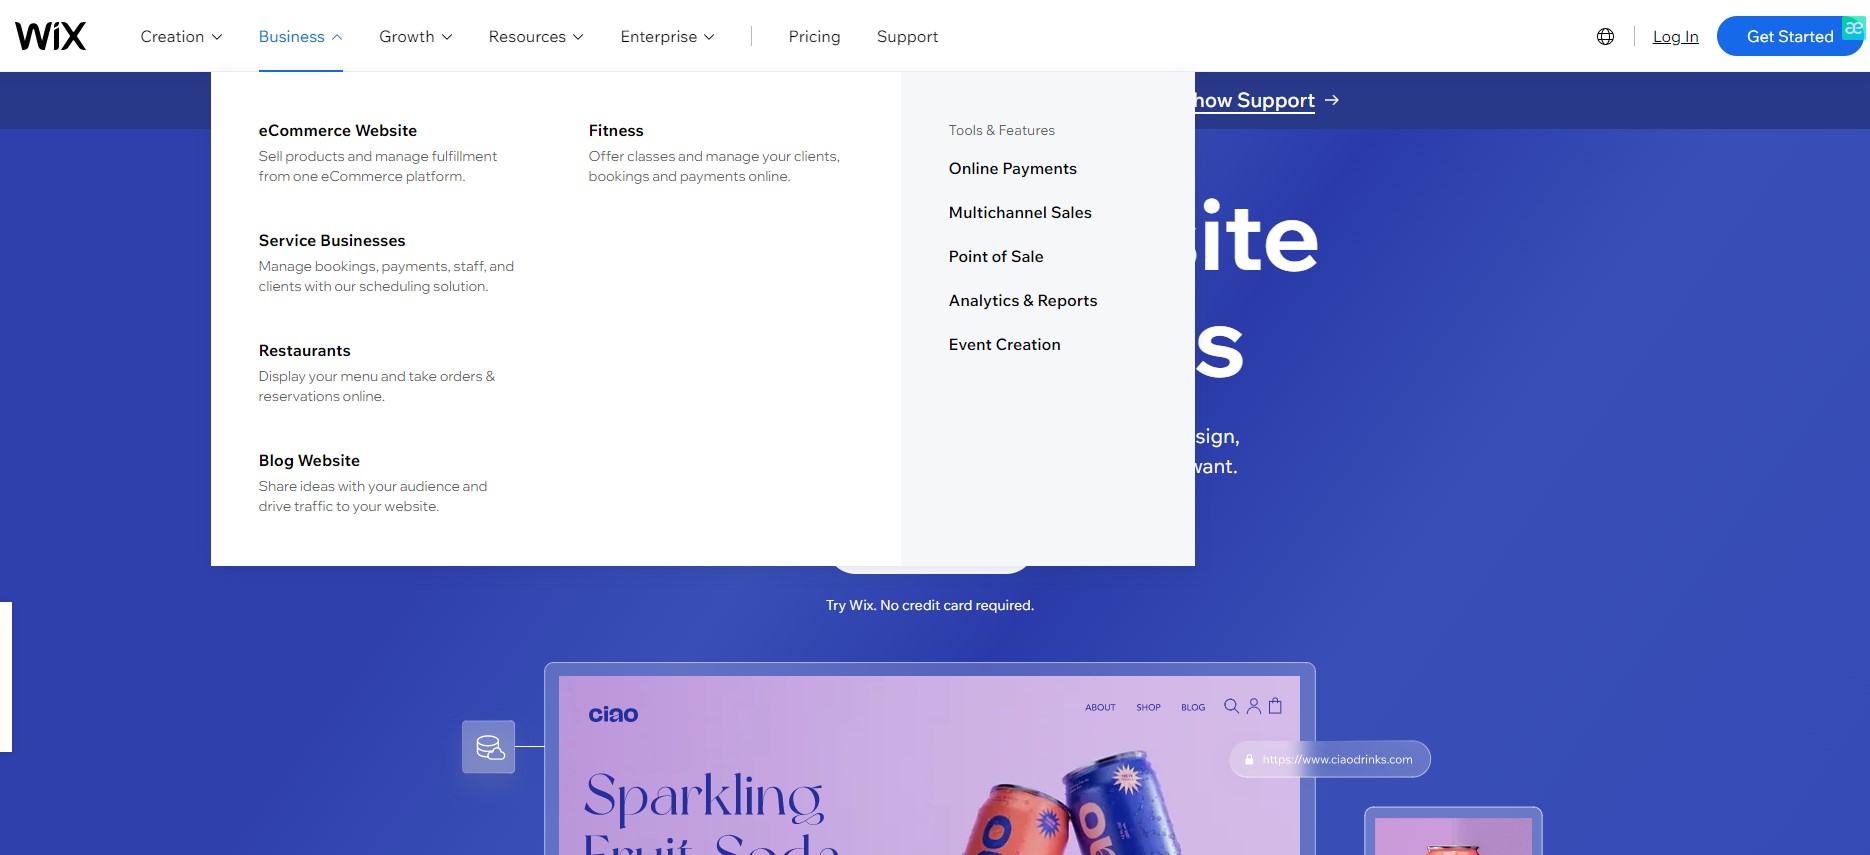 WiX
Creation
Business
Growth
Resources
Enterprise
Pricing
Support
Log In
Get Started
æ
how Support →
eCommerce Website
Sell products and manage fulfillment
from one eCommerce platform.
Service Businesses
Manage bookings, payments, staff, and
clients with our scheduling solution.
Restaurants
Display your menu and take orders &
reservations online.
Blog Website
Share ideas with your audience and
drive traffic to your website.
Fitness
Offer classes and manage your clients,
bookings and payments online.
Tools & Features
Online Payments
Multichannel Sales
Point of Sale
Analytics & Reports
Event Creation
ite
s
sign,
want.
Try Wix. No credit card required.
ciao
ABOUT
SHOP
BLOG
https://www.ciaodrinks.com
Sparkling
Fruit Soda